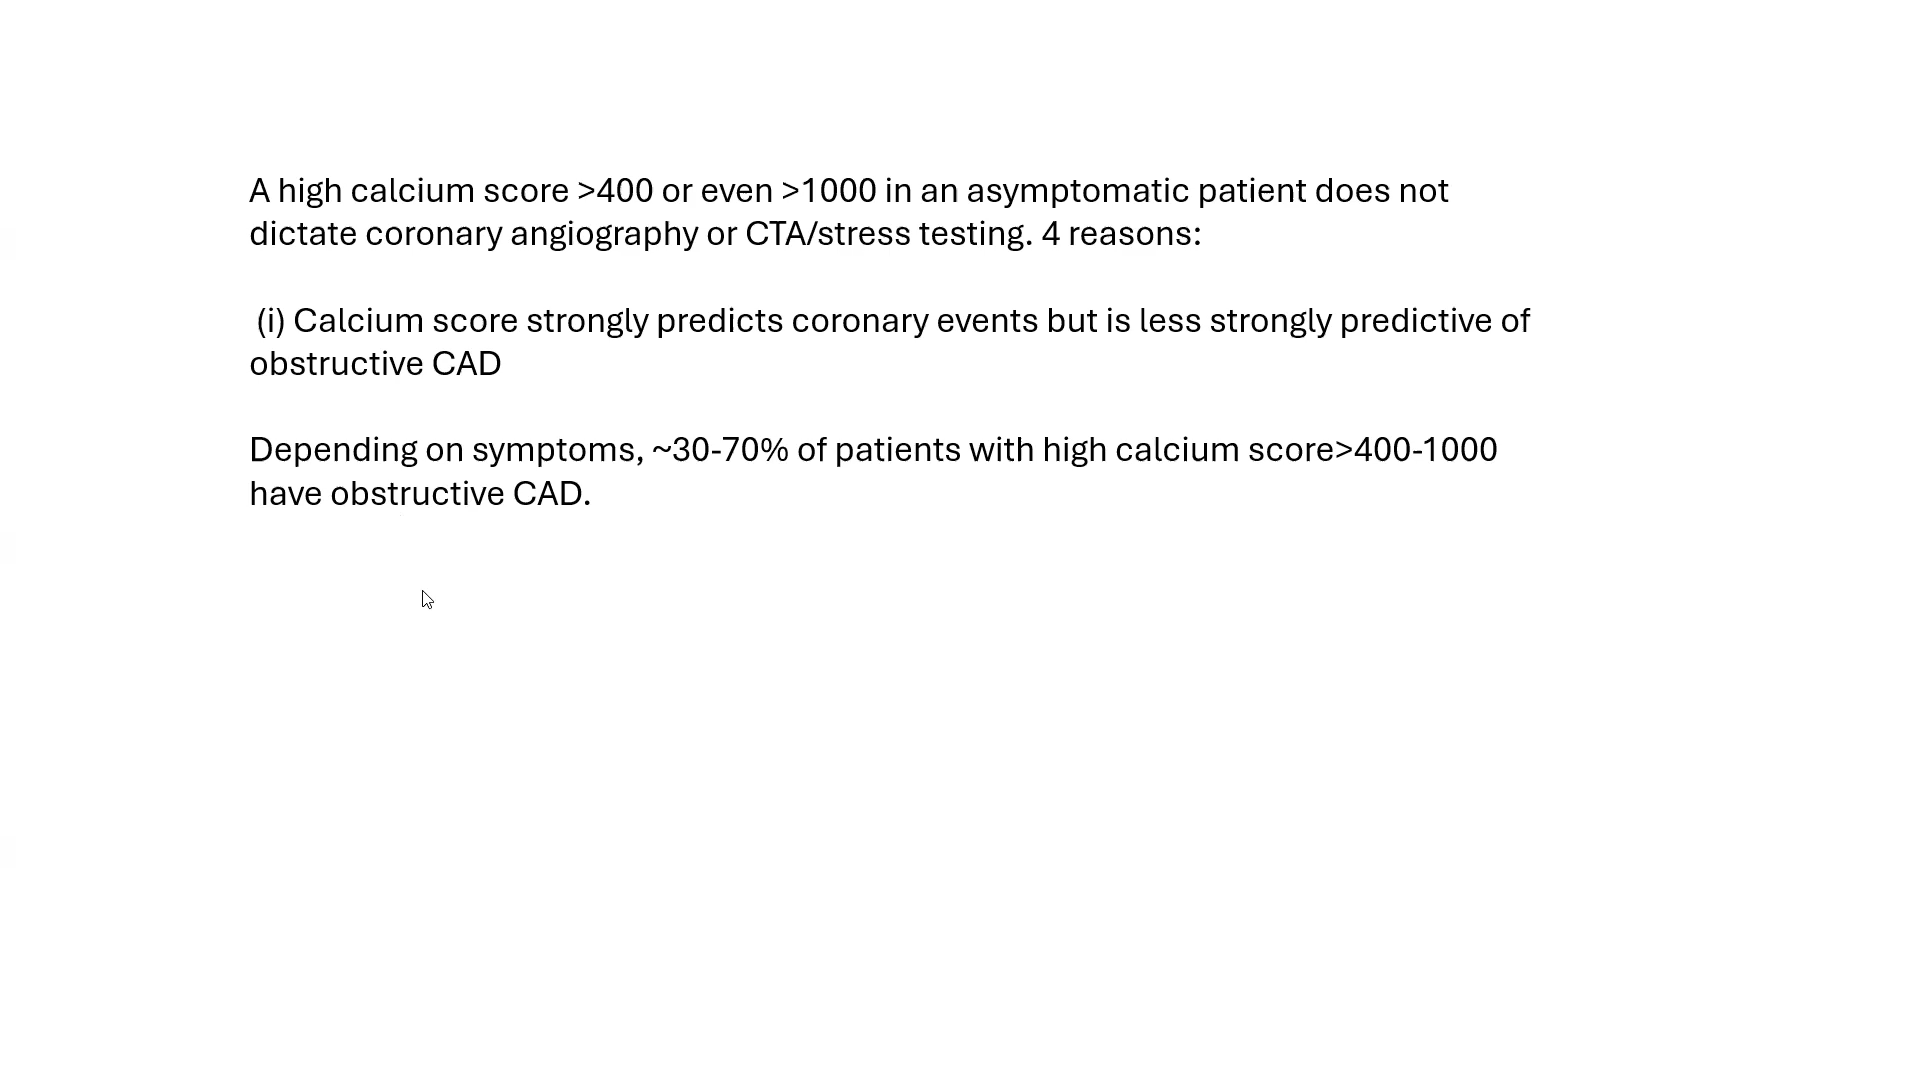 A high calcium score >400 or even >1000 in an asymptomatic patient does not
dictate coronary angiography or CTA/stress testing. 4 reasons:
(i) Calcium score strongly predicts coronary events but is less strongly predictive of
obstructive CAD
Depending on symptoms, ~30-70% of patients with high calcium score>400-1000
have obstructive CAD.